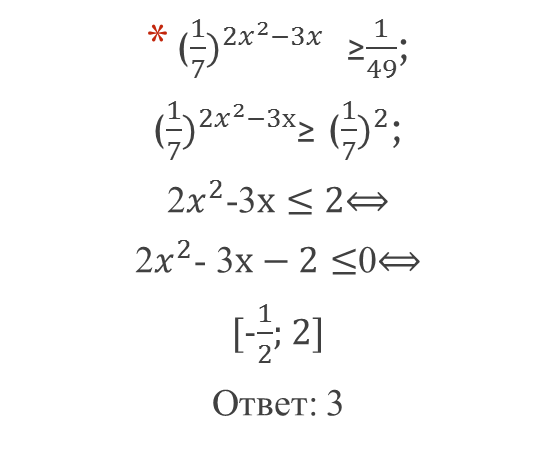 * (1/7)^(2x²−3x) ≥ 1/49;
(1/7)^(2x²−3x) ≥ (1/7)²;
2x²-3x ≤ 2⟺
2x²- 3x − 2 ≤0⟺
[-1/2; 2]
Ответ: 3